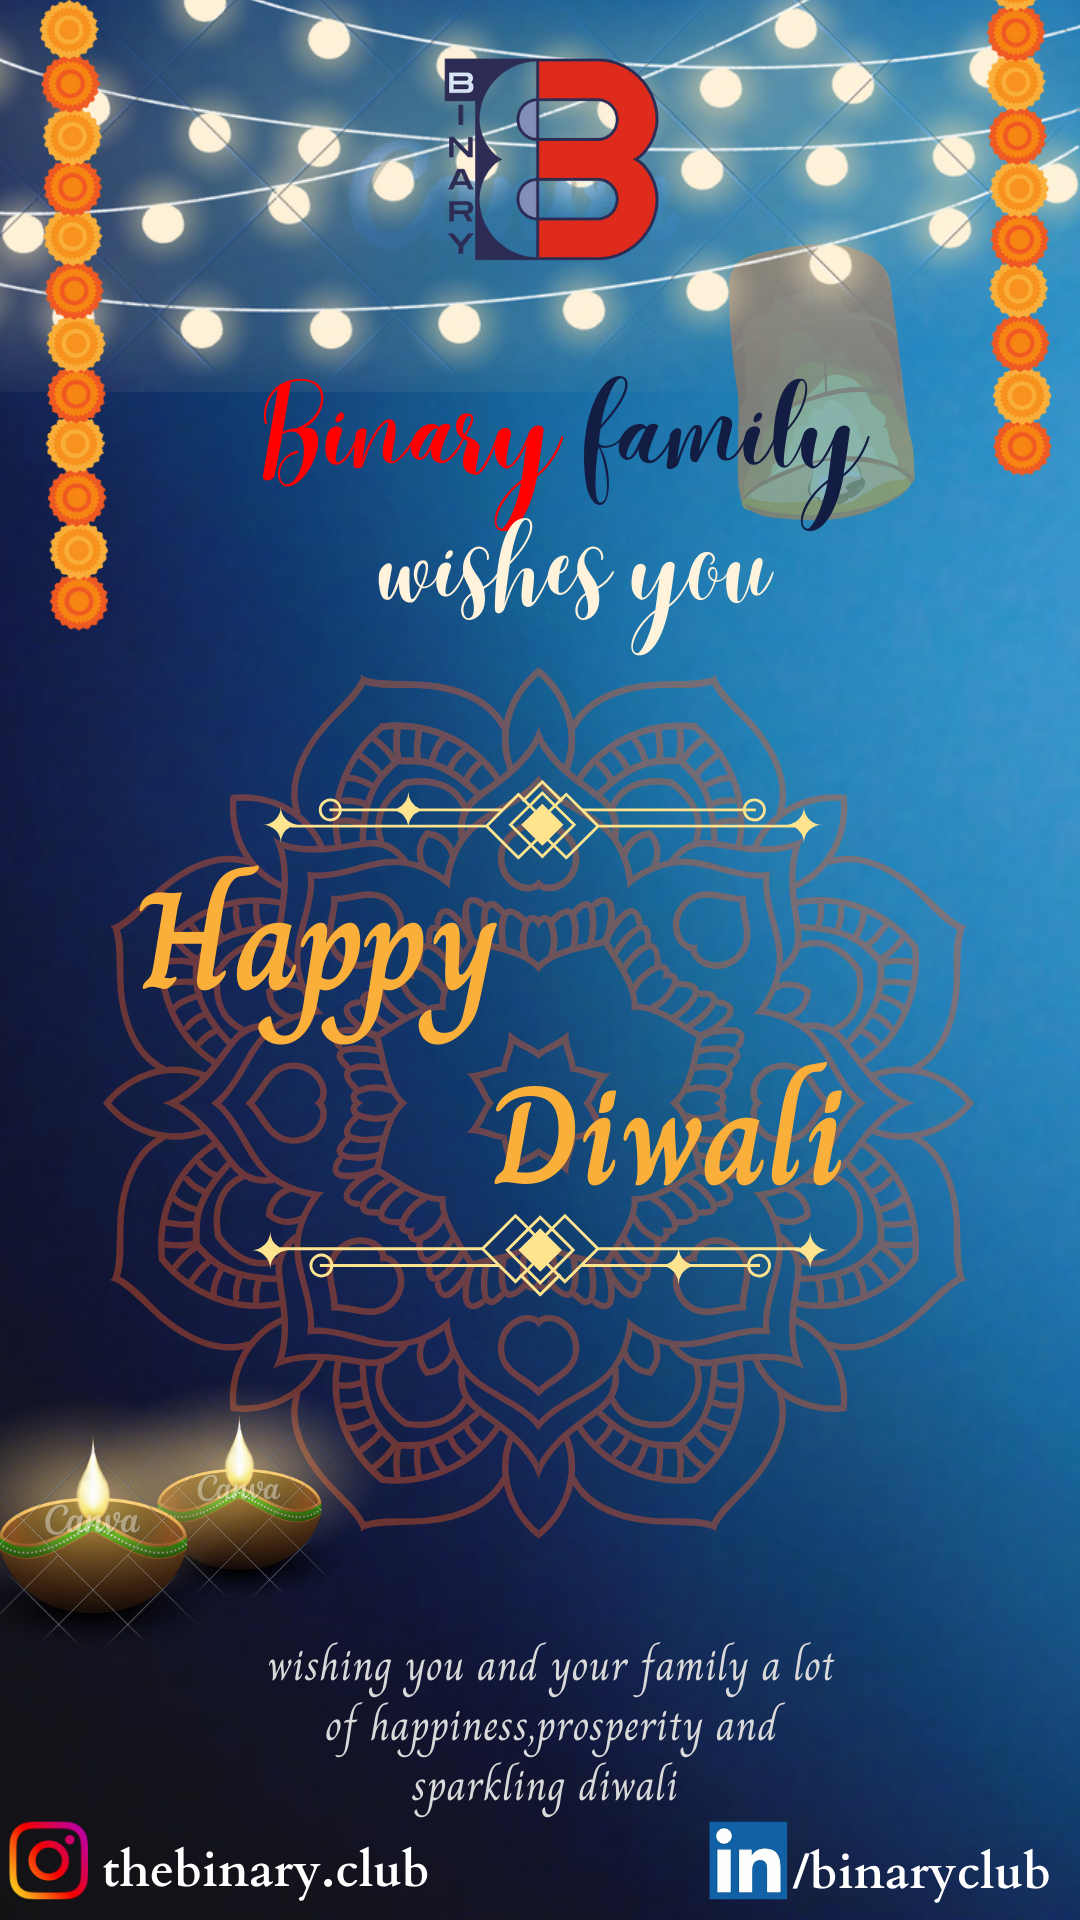 BINARY
Binary family
wishes you
Happy
Diwali
Canva
Canva
wishing you and your family a lot
of happiness,prosperity and
sparkling diwali
thebinary.club
in /binaryclub